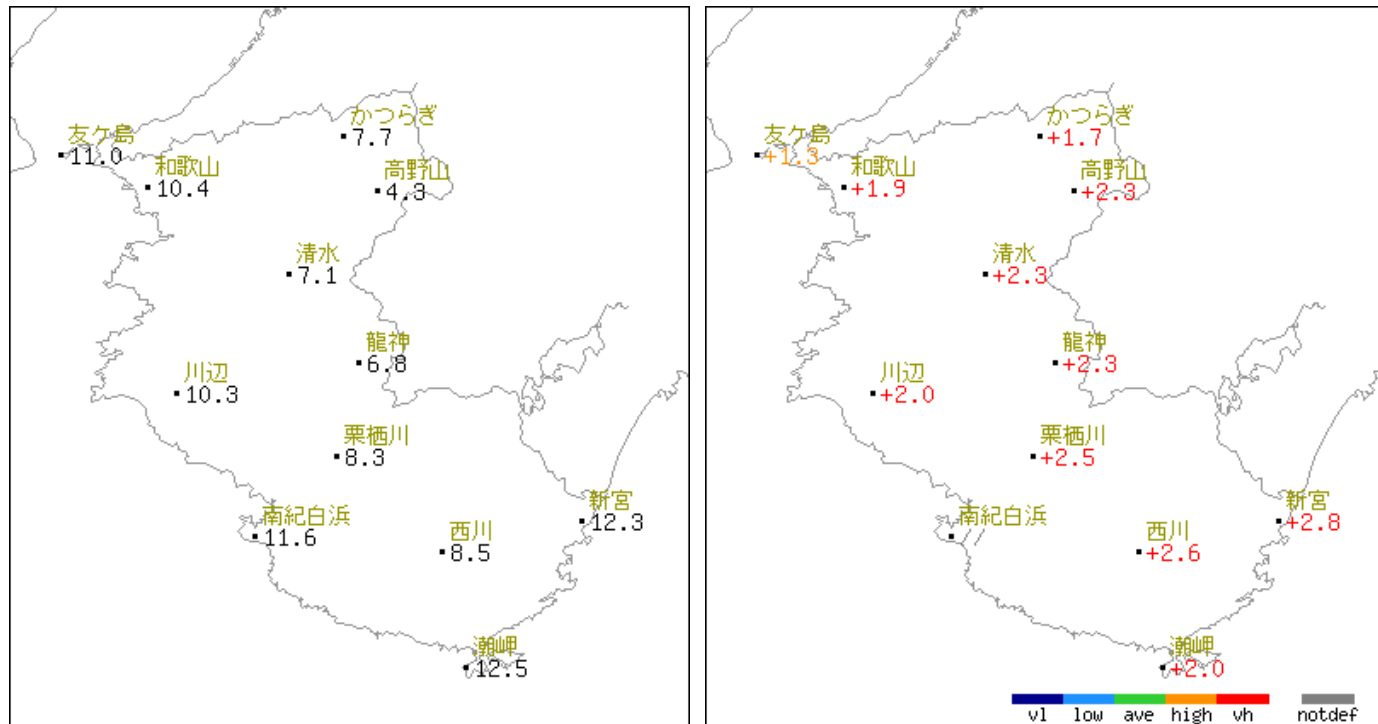 かつらぎ
7.7
友ケ島
11.0
和歌山
10.4
高野山
4.3
清水
7.1
龍神
6.8
川辺
10.3
栗栖川
8.3
南紀白浜
11.6
西川
8.5
新宮
12.3
潮岬
12.5
かつらぎ
+1.7
友ケ島
+1.3
和歌山
+1.9
高野山
+2.3
清水
+2.3
龍神
+2.3
川辺
+2.0
栗栖川
+2.5
南紀白浜
//
西川
+2.6
新宮
+2.8
潮岬
+2.0
vl low ave high vh notdef